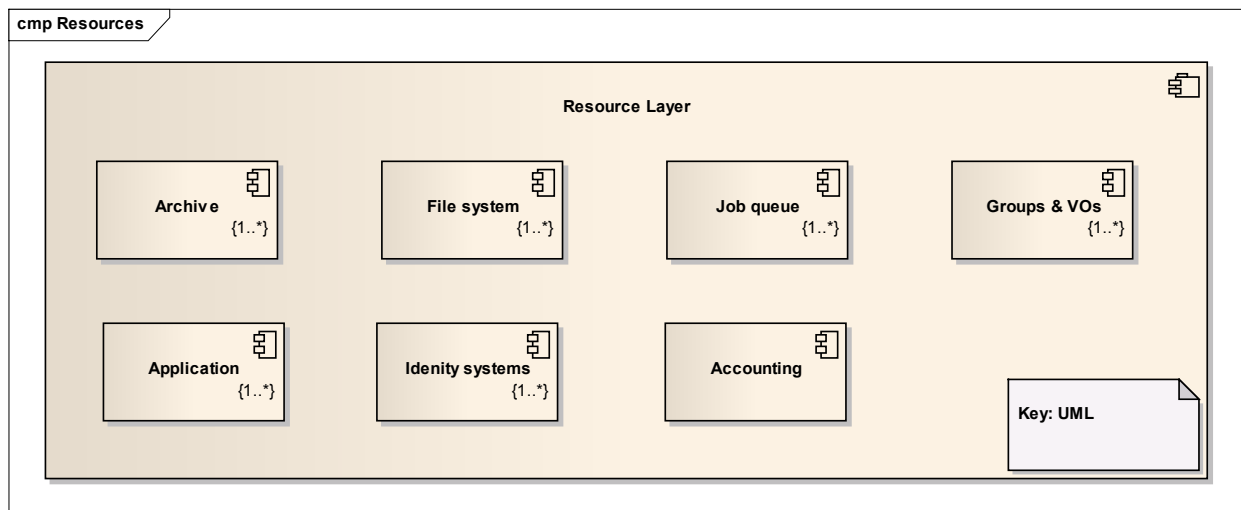 cmp Resources
Resource Layer
Archive
{1..*}
File system
{1..*}
Job queue
{1..*}
Groups & VOs
{1..*}
Application
{1..*}
Idenity systems
{1..*}
Accounting
Key: UML